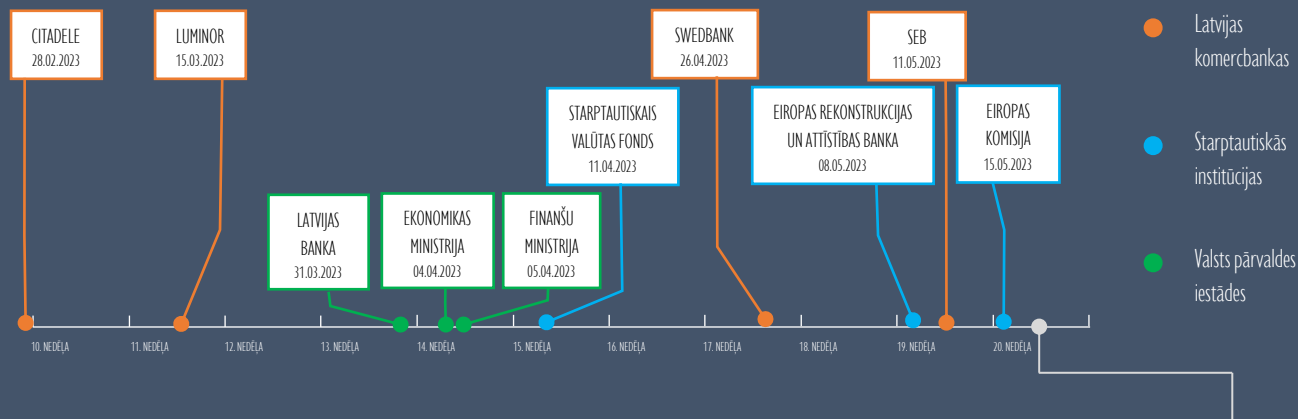 CITADELE
28.02.2023
LUMINOR
15.03.2023
SWEDBANK
26.04.2023
SEB
11.05.2023
Latvijas
komercbankas
STARPTAUTISKAIS
VALŪTAS FONDS
11.04.2023
EIROPAS REKONSTRUKCIJAS
UN ATTĪSTĪBAS BANKA
08.05.2023
EIROPAS
KOMISIJA
15.05.2023
Starptautiskās
institūcijas
LATVIJAS
BANKA
31.03.2023
EKONOMIKAS
MINISTRIJA
04.04.2023
FINANŠU
MINISTRIJA
05.04.2023
Valsts pārvaldes
iestādes
10. NEDĒĻA
11. NEDĒĻA
12. NEDĒĻA
13. NEDĒĻA
14. NEDĒĻA
15. NEDĒĻA
16. NEDĒĻA
17. NEDĒĻA
18. NEDĒĻA
19. NEDĒĻA
20. NEDĒĻA